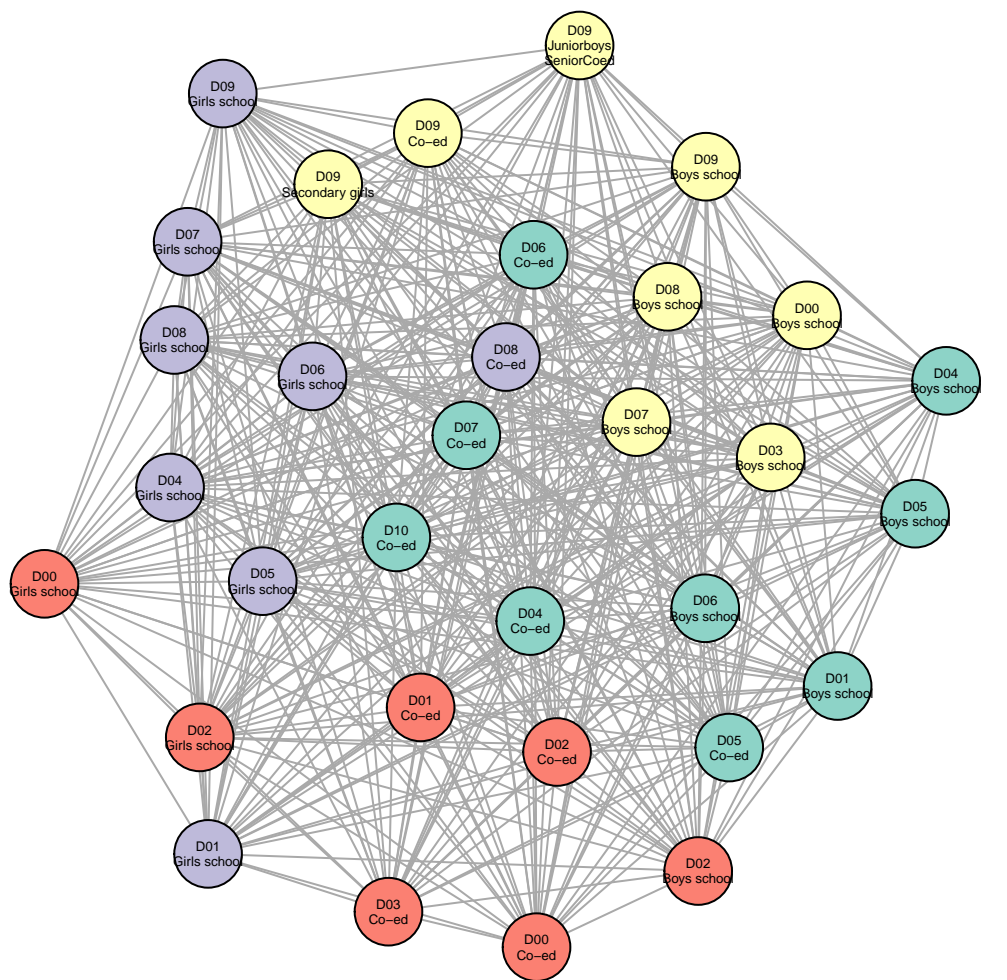 D09
Juniorboys
SeniorCoed
D09
Girls school
D09
Co−ed
D09
Boys school
D09
Secondary girls
D07
Girls school
D06
Co−ed
D08
Boys school
D00
Boys school
D08
Girls school
D08
Co−ed
D06
Girls school
D04
Boys school
D07
Boys school
D07
Co−ed
D03
Boys school
D04
Girls school
D05
Boys school
D10
Co−ed
D00
Girls school
D05
Girls school
D06
Boys school
D04
Co−ed
D01
Boys school
D01
Co−ed
D02
Girls school
D05
Co−ed
D02
Co−ed
D01
Girls school
D02
Boys school
D03
Co−ed
D00
Co−ed